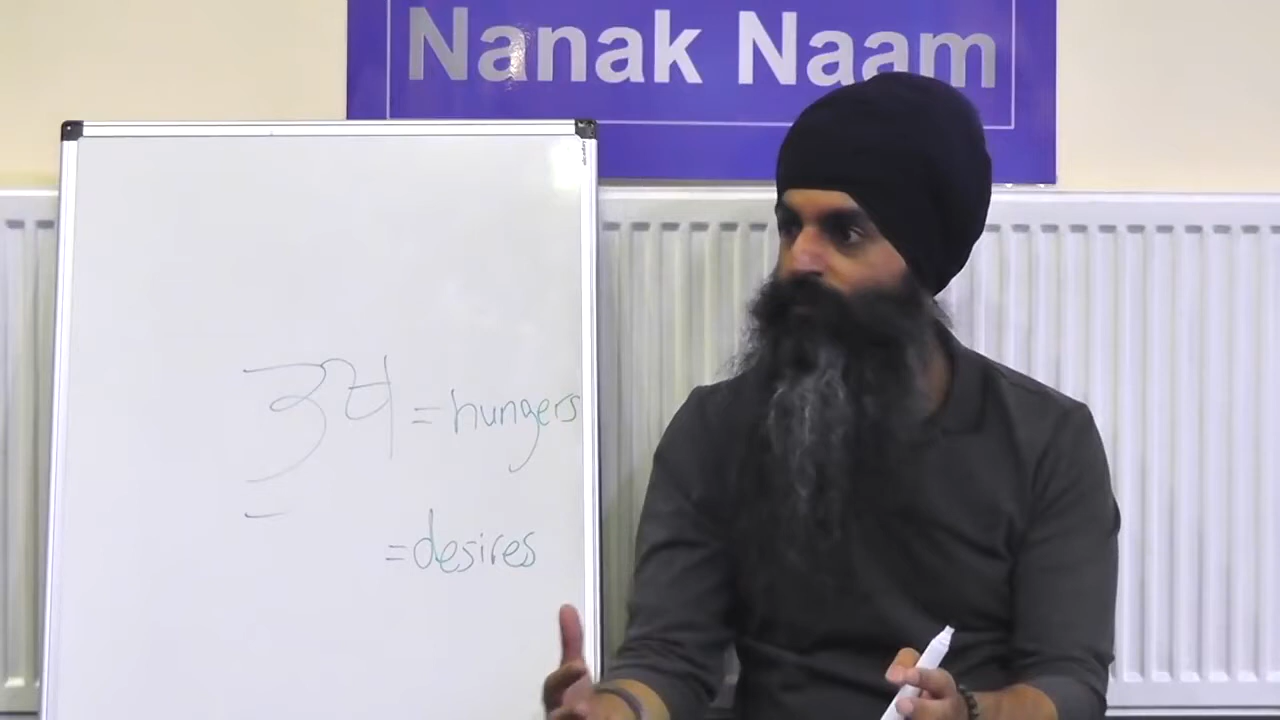 Nanak Naam
ਭੁਖ = hungers
= desires